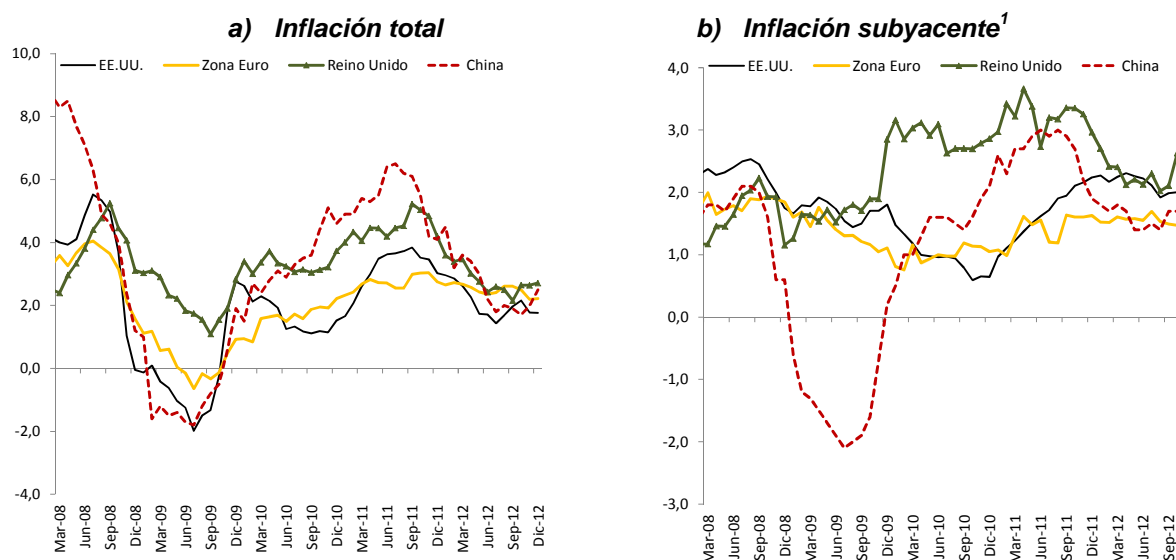 a) Inflación total
10,0
EE.UU. Zona Euro Reino Unido China
8,0
6,0
4,0
2,0
0,0
-2,0
-4,0
Mar-08
Jun-08
Sep-08
Dic-08
Mar-09
Jun-09
Sep-09
Dic-09
Mar-10
Jun-10
Sep-10
Dic-10
Mar-11
Jun-11
Sep-11
Dic-11
Mar-12
Jun-12
Sep-12
Dic-12
b) Inflación subyacente¹
EE.UU. Zona Euro Reino Unido China
4,0
3,0
2,0
1,0
0,0
-1,0
-2,0
-3,0
Mar-08
Jun-08
Sep-08
Dic-08
Mar-09
Jun-09
Sep-09
Dic-09
Mar-10
Jun-10
Sep-10
Dic-10
Mar-11
Jun-11
Sep-11
Dic-11
Mar-12
Jun-12
Sep-12